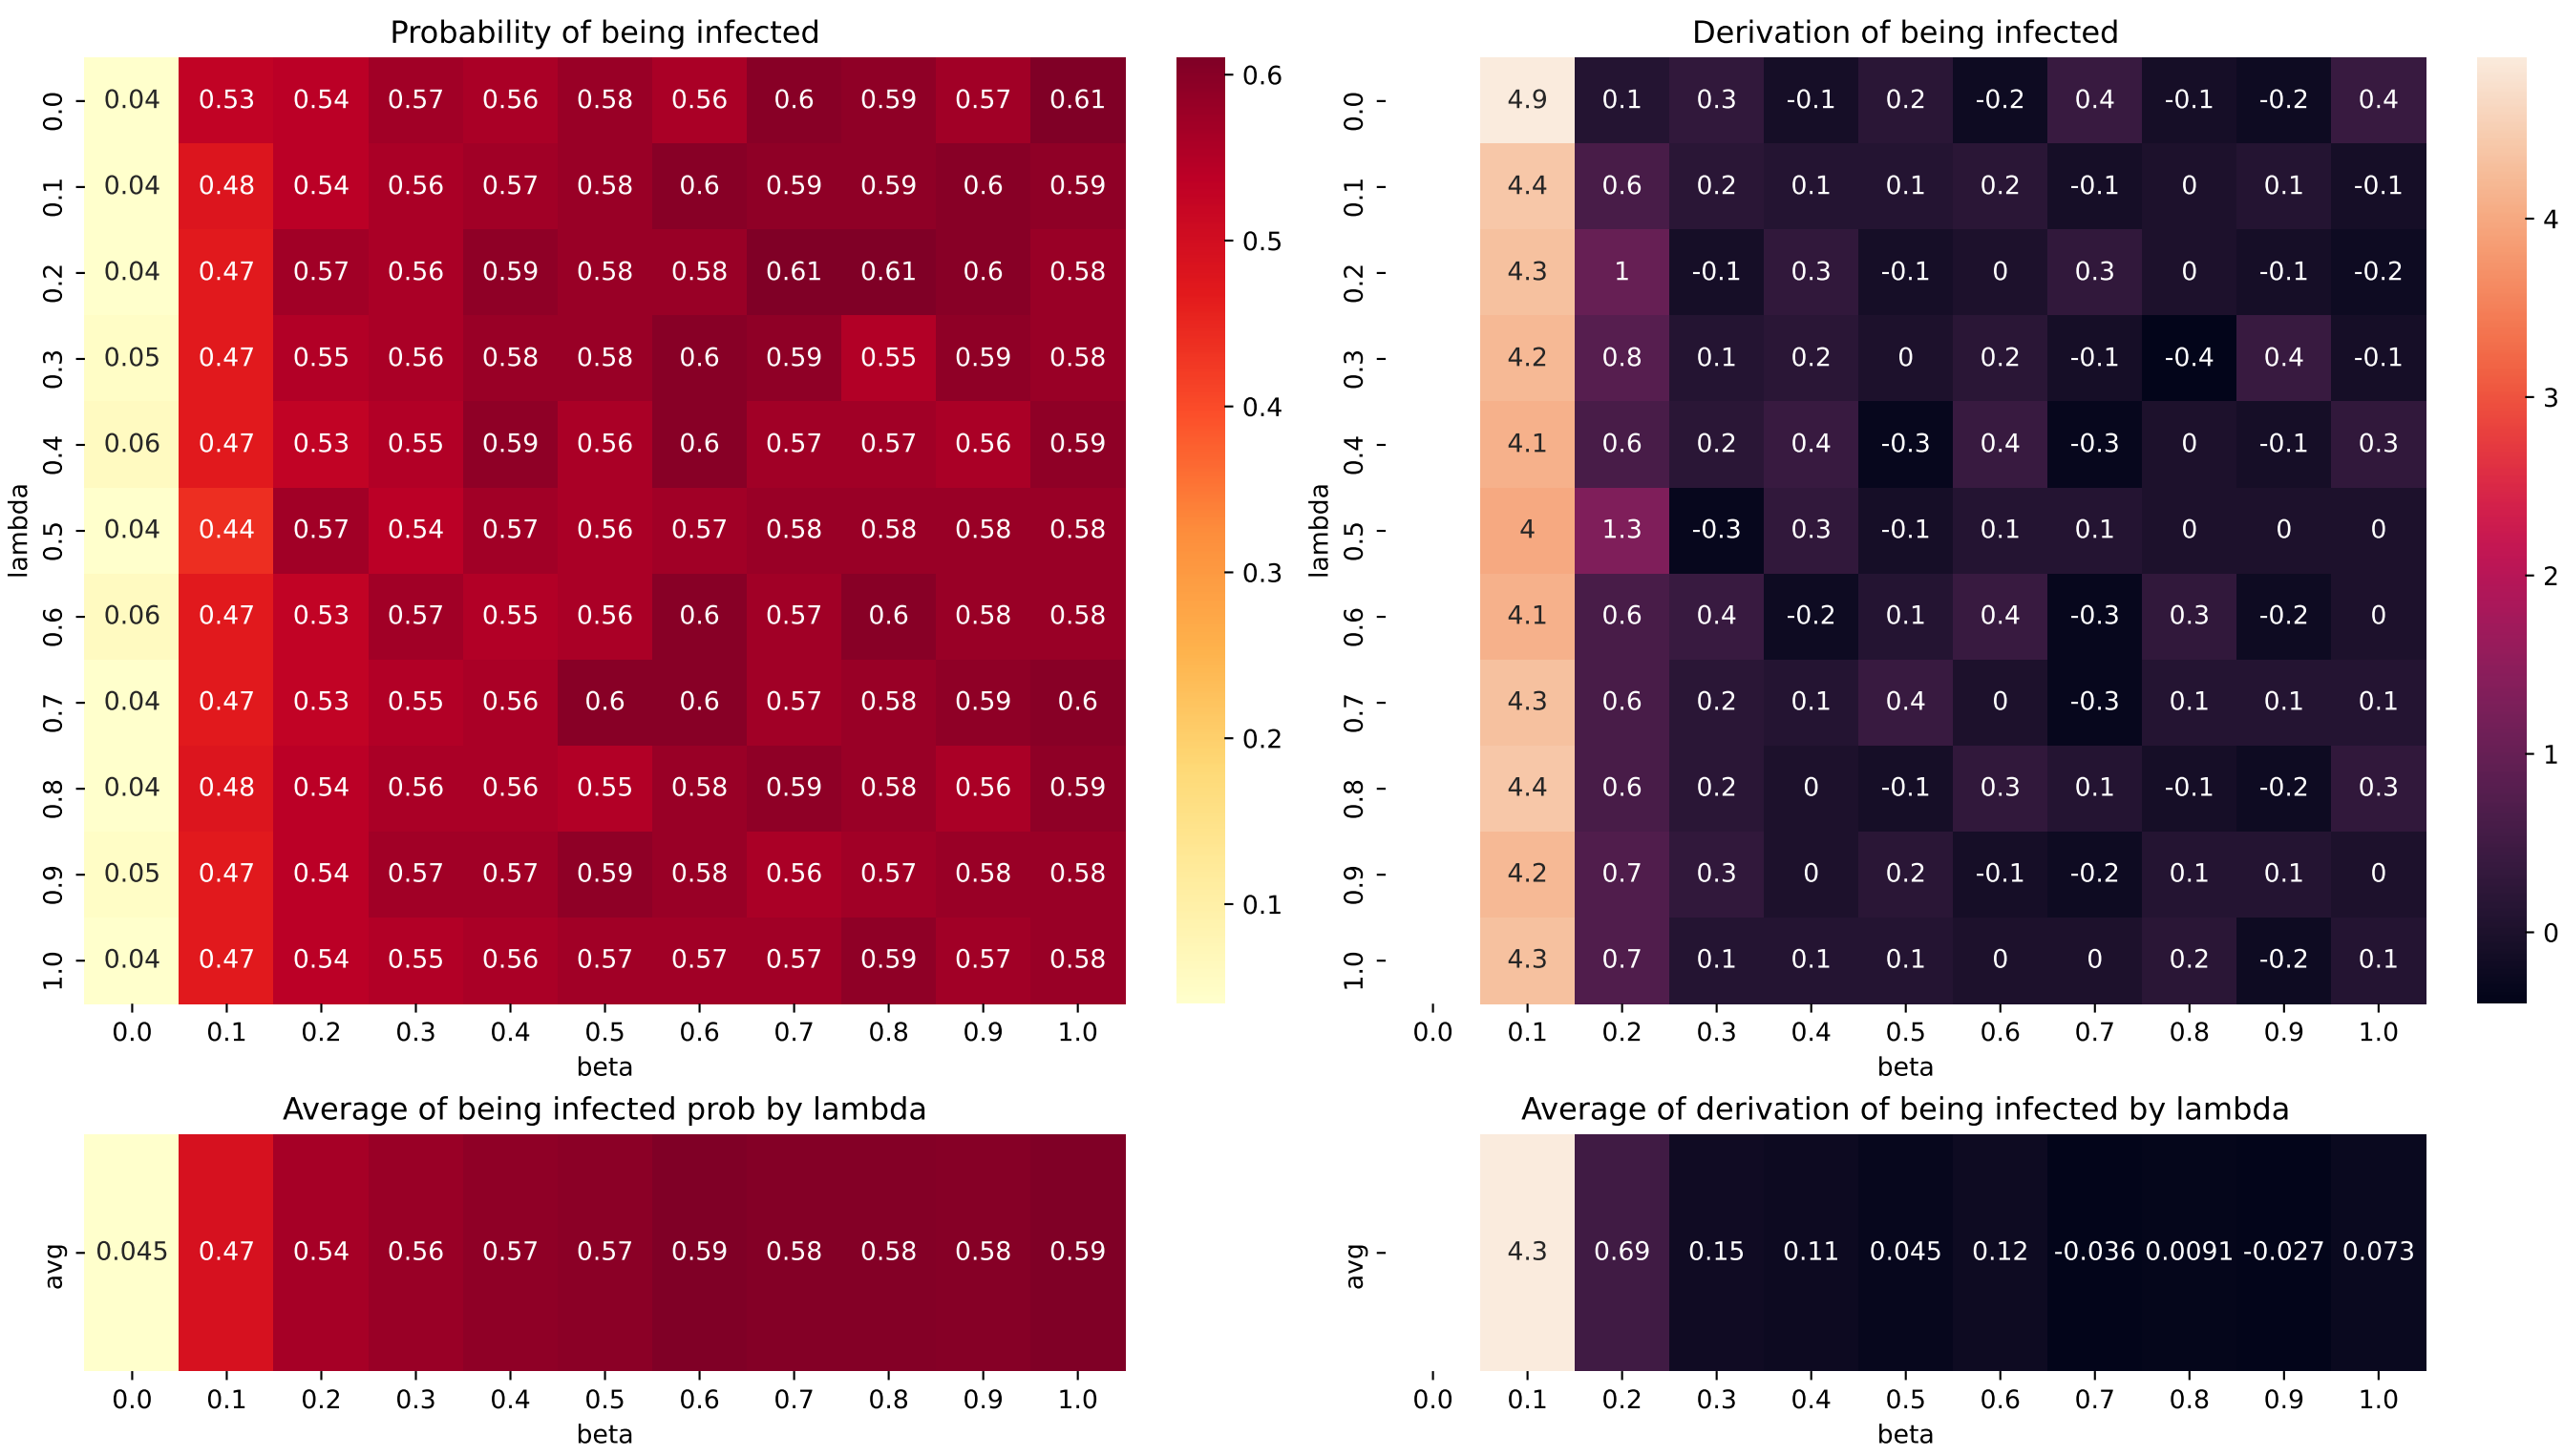 Probability of being infected
0.0 0.04 0.53 0.54 0.57 0.56 0.58 0.56 0.6 0.59 0.57 0.61
0.1 0.04 0.48 0.54 0.56 0.57 0.58 0.6 0.59 0.59 0.6 0.59
0.2 0.04 0.47 0.57 0.56 0.59 0.58 0.58 0.61 0.61 0.6 0.58
0.3 0.05 0.47 0.55 0.56 0.58 0.58 0.6 0.59 0.55 0.59 0.58
0.4 0.06 0.47 0.53 0.55 0.59 0.56 0.6 0.57 0.57 0.56 0.59
0.5 0.04 0.44 0.57 0.54 0.57 0.56 0.57 0.58 0.58 0.58 0.58
0.6 0.06 0.47 0.53 0.57 0.55 0.56 0.6 0.57 0.6 0.58 0.58
0.7 0.04 0.47 0.53 0.55 0.56 0.6 0.6 0.57 0.58 0.59 0.6
0.8 0.04 0.48 0.54 0.56 0.56 0.55 0.58 0.59 0.58 0.56 0.59
0.9 0.05 0.47 0.54 0.57 0.57 0.59 0.58 0.56 0.57 0.58 0.58
1.0 0.04 0.47 0.54 0.55 0.56 0.57 0.57 0.57 0.59 0.57 0.58
0.0 0.1 0.2 0.3 0.4 0.5 0.6 0.7 0.8 0.9 1.0
lambda
beta
0.6
0.5
0.4
0.3
0.2
0.1
Derivation of being infected
0.0 4.9 0.1 0.3 -0.1 0.2 -0.2 0.4 -0.1 -0.2 0.4
0.1 4.4 0.6 0.2 0.1 0.1 0.2 -0.1 0 0.1 -0.1
0.2 4.3 1 -0.1 0.3 -0.1 0 0.3 0 -0.1 -0.2
0.3 4.2 0.8 0.1 0.2 0 0.2 -0.1 -0.4 0.4 -0.1
0.4 4.1 0.6 0.2 0.4 -0.3 0.4 -0.3 0 -0.1 0.3
0.5 4 1.3 -0.3 0.3 -0.1 0.1 0.1 0 0 0
0.6 4.1 0.6 0.4 -0.2 0.1 0.4 -0.3 0.3 -0.2 0
0.7 4.3 0.6 0.2 0.1 0.4 0 -0.3 0.1 0.1 0.1
0.8 4.4 0.6 0.2 0 -0.1 0.3 0.1 -0.1 -0.2 0.3
0.9 4.2 0.7 0.3 0 0.2 -0.1 -0.2 0.1 0.1 0
1.0 4.3 0.7 0.1 0.1 0.1 0 0 0.2 -0.2 0.1
0.0 0.1 0.2 0.3 0.4 0.5 0.6 0.7 0.8 0.9 1.0
lambda
beta
4
3
2
1
0
Average of being infected prob by lambda
avg 0.045 0.47 0.54 0.56 0.57 0.57 0.59 0.58 0.58 0.58 0.59
0.0 0.1 0.2 0.3 0.4 0.5 0.6 0.7 0.8 0.9 1.0
beta
Average of derivation of being infected by lambda
avg 4.3 0.69 0.15 0.11 0.045 0.12 -0.036 0.0091 -0.027 0.073
0.0 0.1 0.2 0.3 0.4 0.5 0.6 0.7 0.8 0.9 1.0
beta